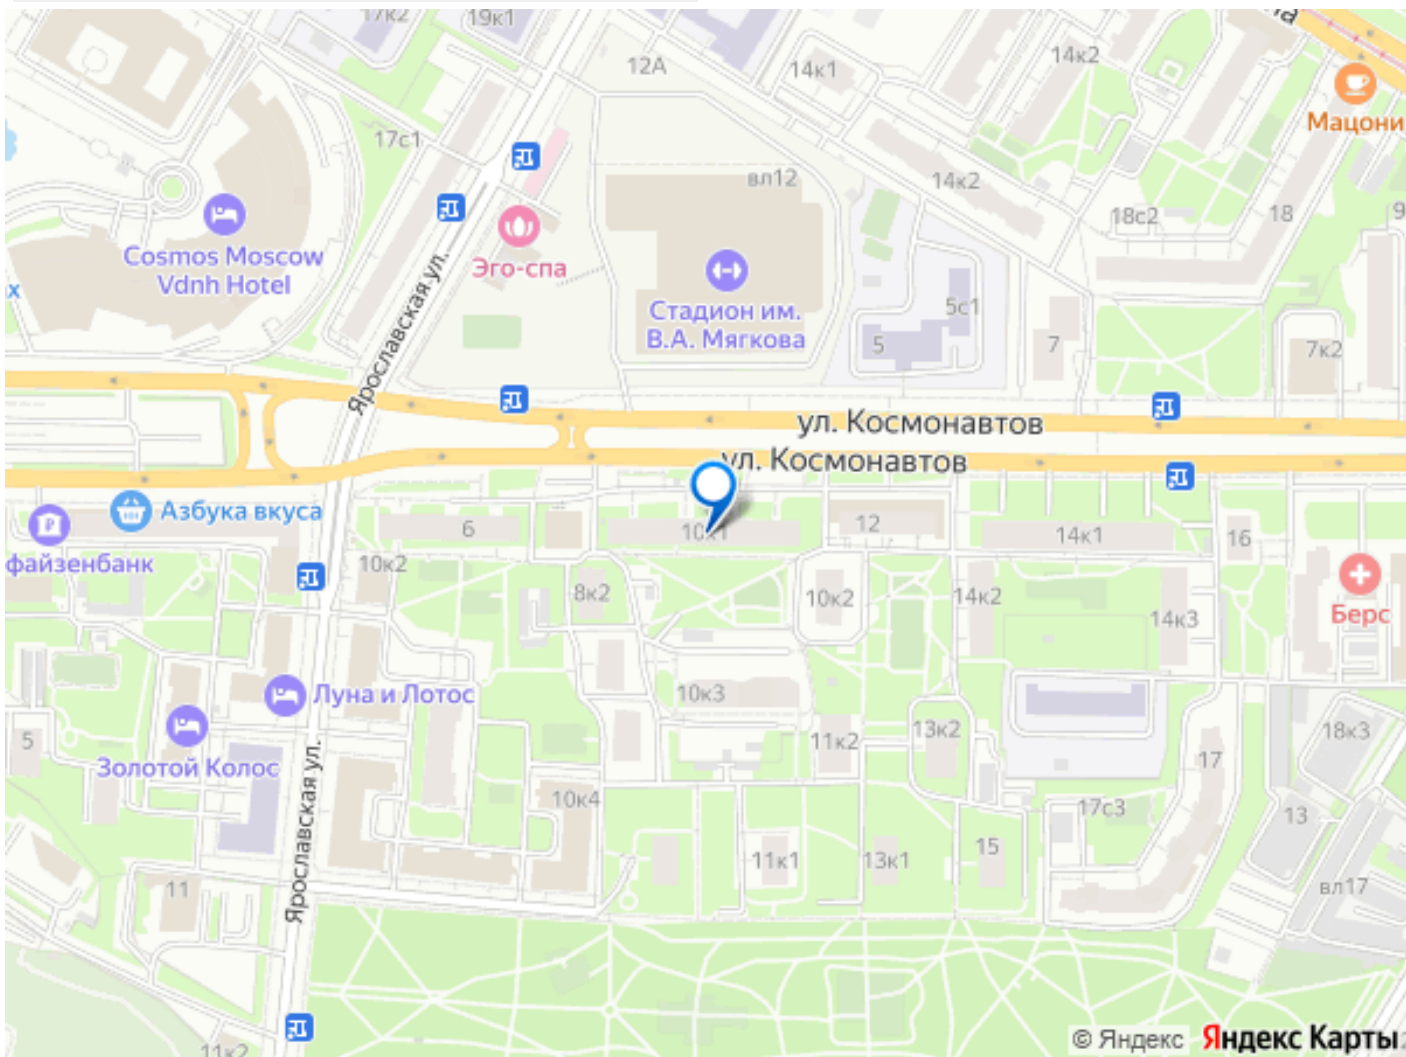 17к2
19к1
12А
14к1
14к2
Мацони
17с1
вл12
14к2
18с2
18
9
Cosmos Moscow
Vdnh Hotel
Эго-спа
Ярославская ул.
х
Стадион им.
В.А. Мягкова
5с1
5
7
7к2
ул. Космонавтов
ул. Космонавтов
Азбука вкуса
6
10к1
12
14к1
16
файзенбанк
10к2
8к2
10к2
14к2
14к3
Берс
Луна и Лотос
10к3
5
Золотой Колос
11к2
13к2
17
18к3
Ярославская ул.
10к4
17с3
13
11к1
13к1
15
11
вл17
11к2
© Яндекс Яндекс Карты